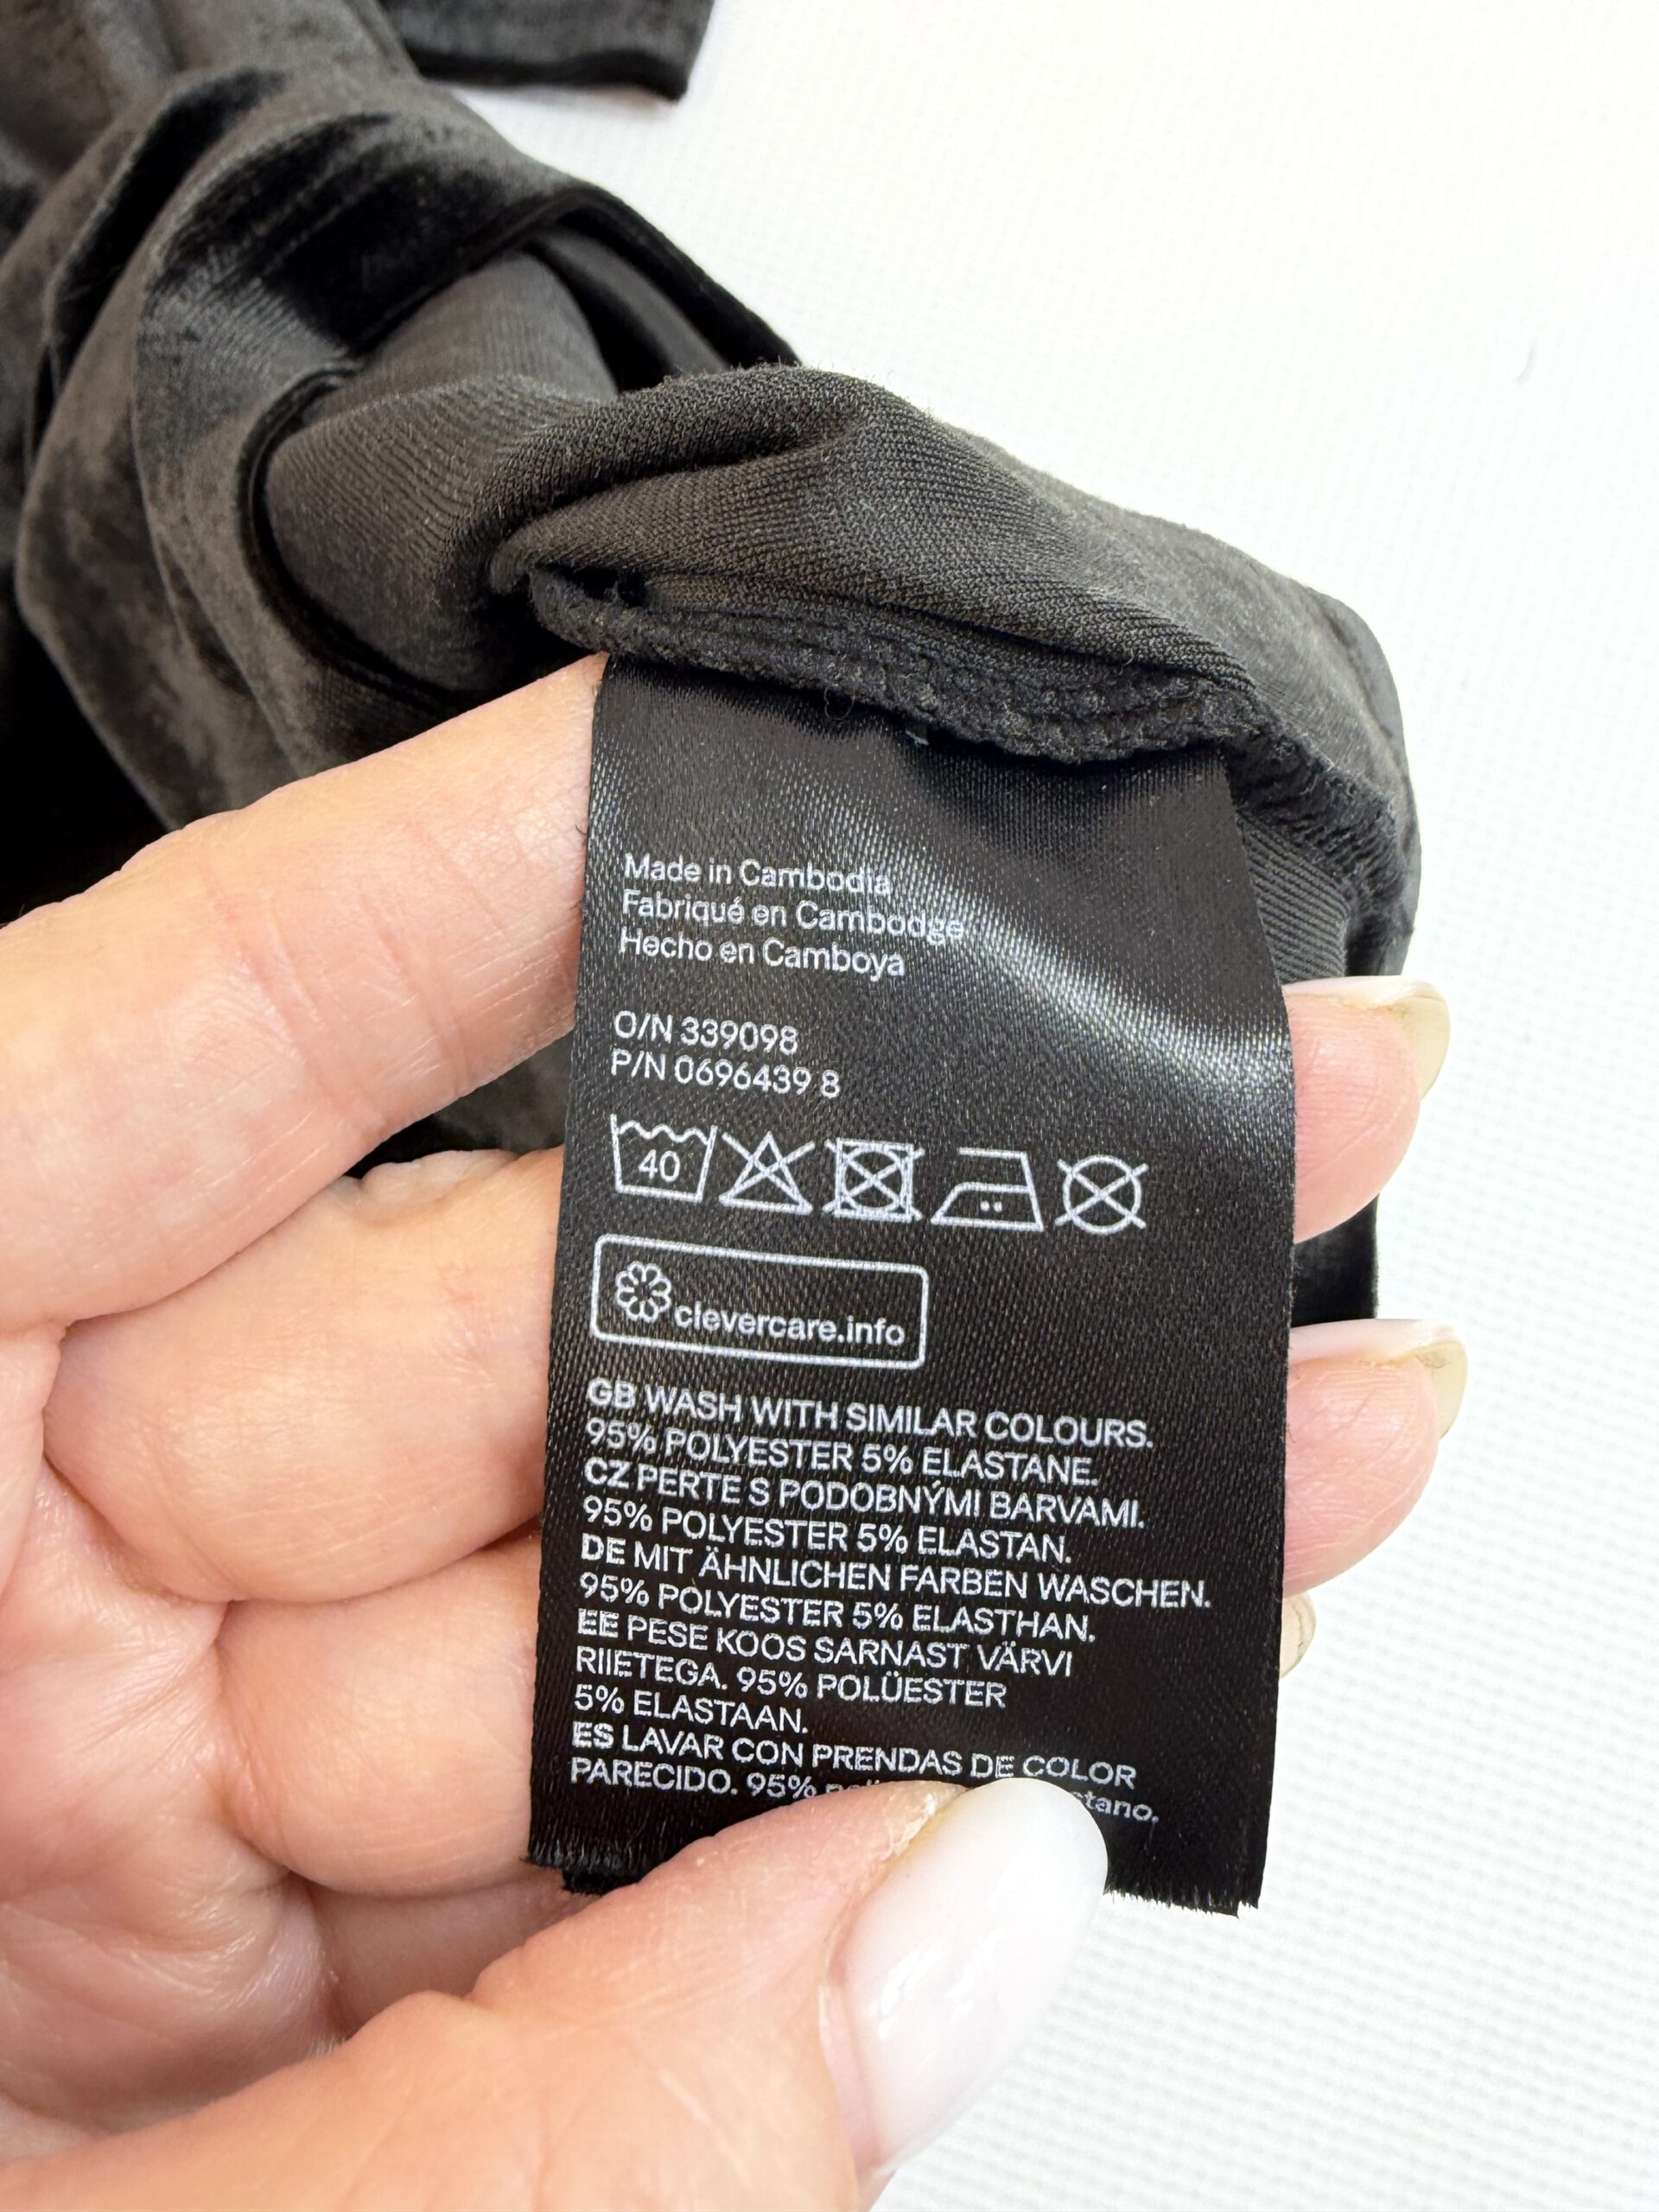 Made in Cambodia
Fabriqué en Cambodge
Hecho en Camboya
O/N 339098
P/N 0696439 8
40
clevercare.info
GB WASH WITH SIMILAR COLOURS.
95% POLYESTER 5% ELASTANE.
CZ PERTE S PODOBNÝMI BARVAMI.
95% POLYESTER 5% ELASTAN.
DE MIT ÄHNLICHEN FARBEN WASCHEN.
95% POLYESTER 5% ELASTHAN.
EE PESE KOOS SARNAST VÄRVI
RIIETEGA. 95% POLÜESTER
5% ELASTAAN.
ES LAVAR CON PRENDAS DE COLOR
PARECIDO. 95%